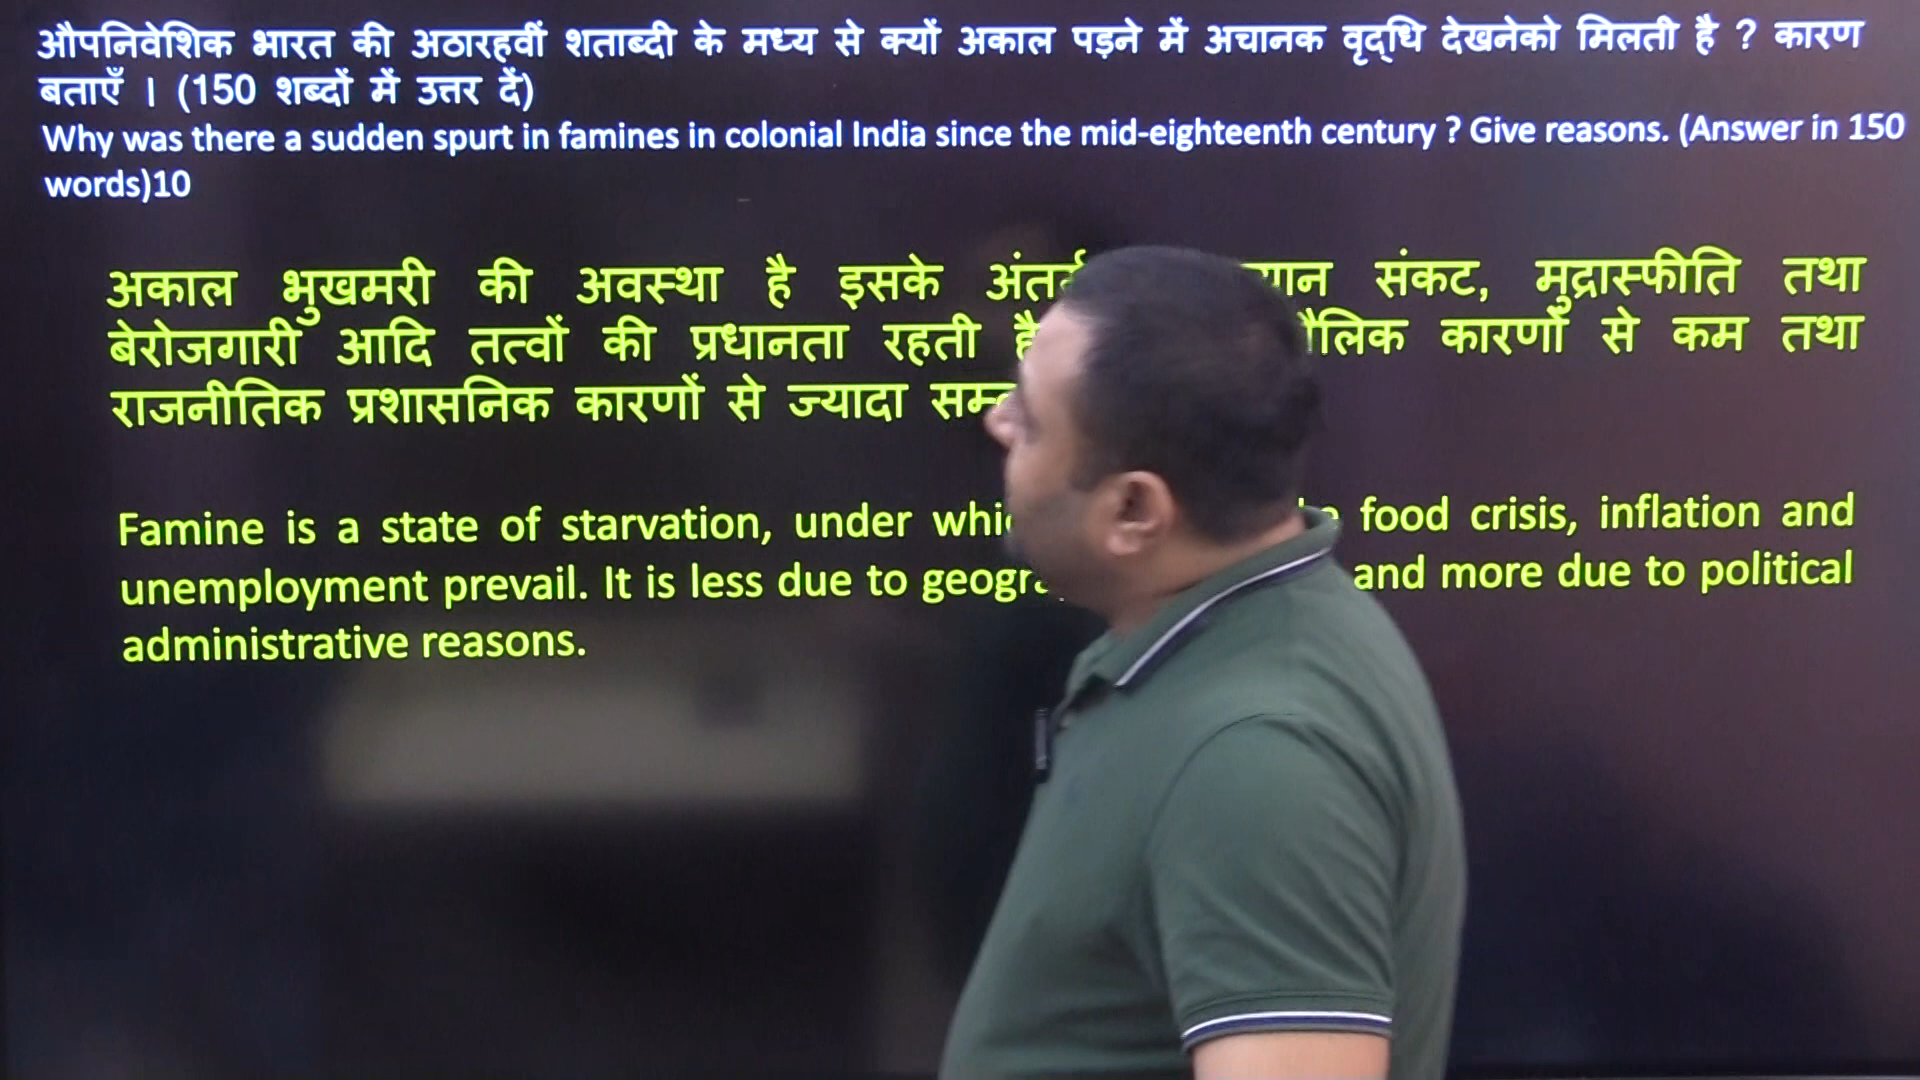 औपनिवेशिक भारत की अठारहवीं शताब्दी के मध्य से क्यों अकाल पड़ने में अचानक वृद्धि देखनेको मिलती है ? कारण
बताएँ । (150 शब्दों में उत्तर दें)
Why was there a sudden spurt in famines in colonial India since the mid-eighteenth century ? Give reasons. (Answer in 150
words)10
अकाल भुखमरी की अवस्था है इसके संकट, मुद्रास्फीति तथा
बेरोजगारी आदि तत्वों की प्रधानता रहती कारणों से कम तथा
राजनीतिक प्रशासनिक कारणों से ज्यादा
Famine is a state of starvation, under food crisis, inflation and
unemployment prevail. It is less due to and more due to political
administrative reasons.